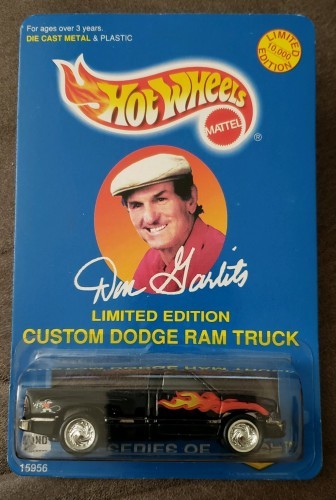 For ages over 3 years.
DIE CAST METAL & PLASTIC
LIMITED
10,000
EDITION
HOT WHEELS
MATTEL
®
Don Garlits
LIMITED EDITION
CUSTOM DODGE RAM TRUCK
SERIES OF
15956